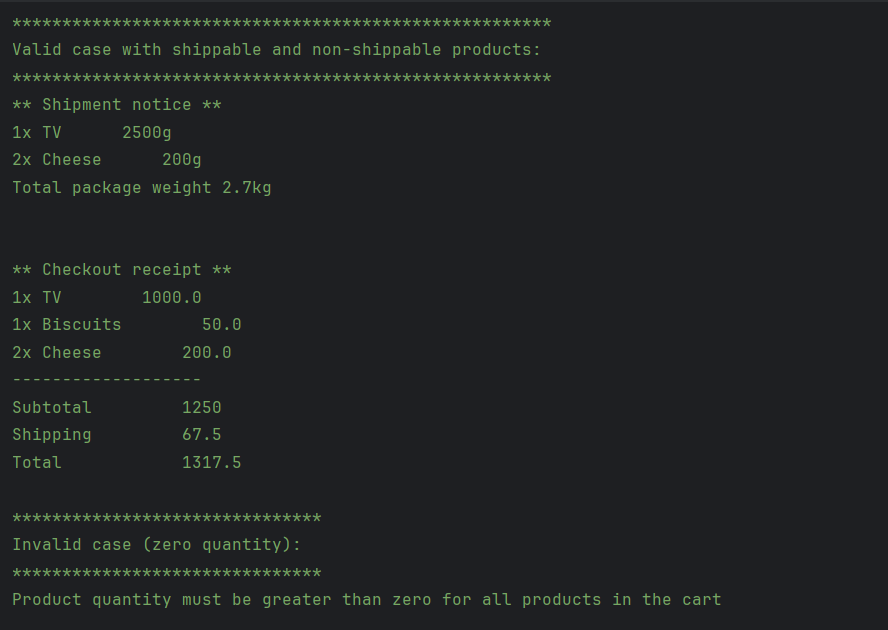 ******************************************************
Valid case with shippable and non-shippable products:
******************************************************
** Shipment notice **
1x TV      2500g
2x Cheese      200g
Total package weight 2.7kg
** Checkout receipt **
1x TV        1000.0
1x Biscuits        50.0
2x Cheese        200.0
-------------------
Subtotal         1250
Shipping         67.5
Total            1317.5
*******************************
Invalid case (zero quantity):
*******************************
Product quantity must be greater than zero for all products in the cart